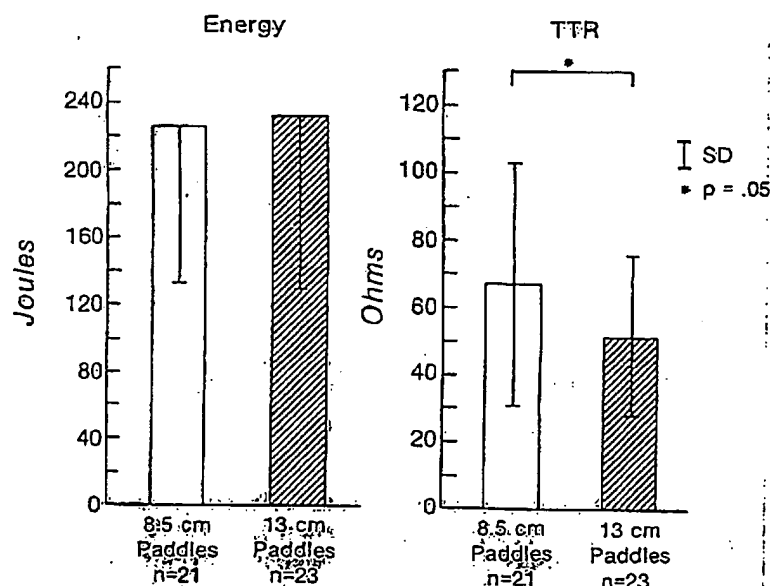 Energy
Joules
240
200
160
120
80
40
0
8.5 cm
Paddles
n=21
13 cm
Paddles
n=23
TTR
Ohms
120
100
80
60
40
20
0
*
8.5 cm
Paddles
n=21
13 cm
Paddles
n=23
SD
* p = .05